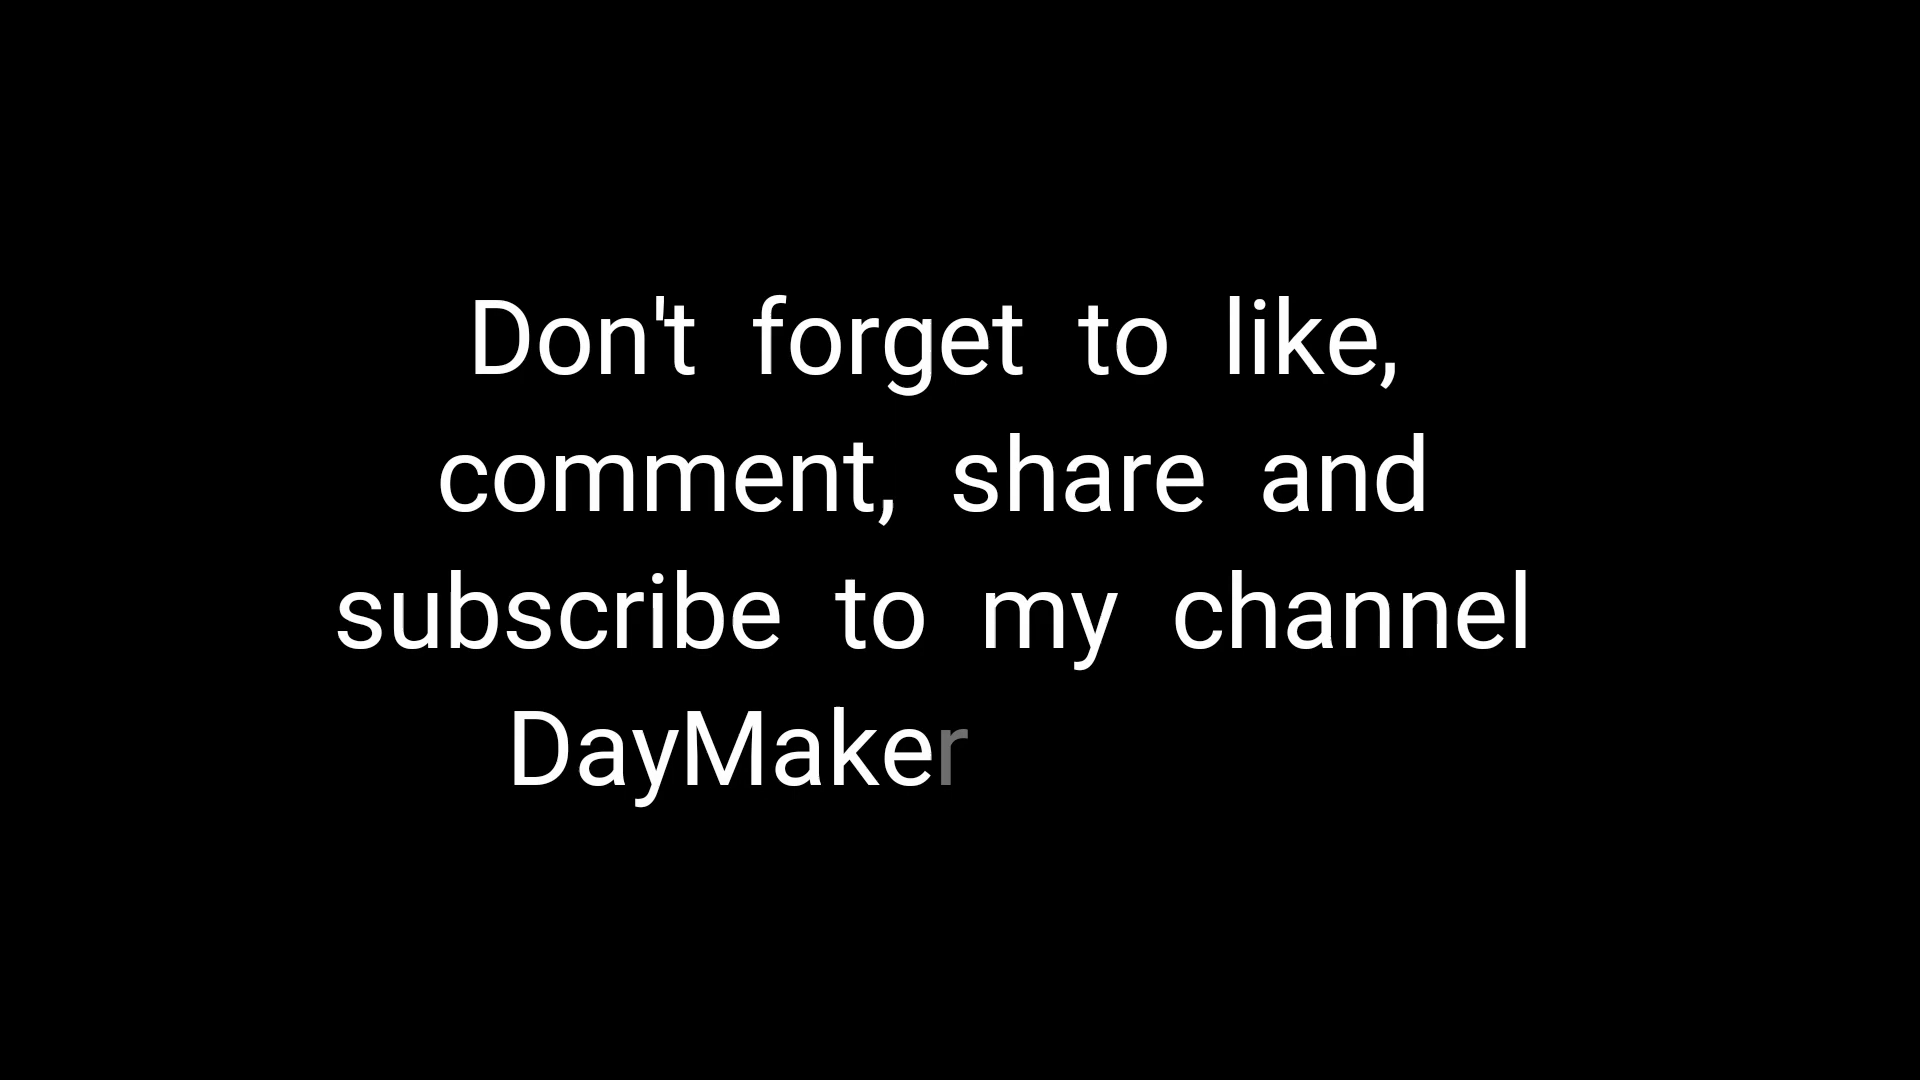 Don't forget to like,
comment, share and
subscribe to my channel
DayMaker